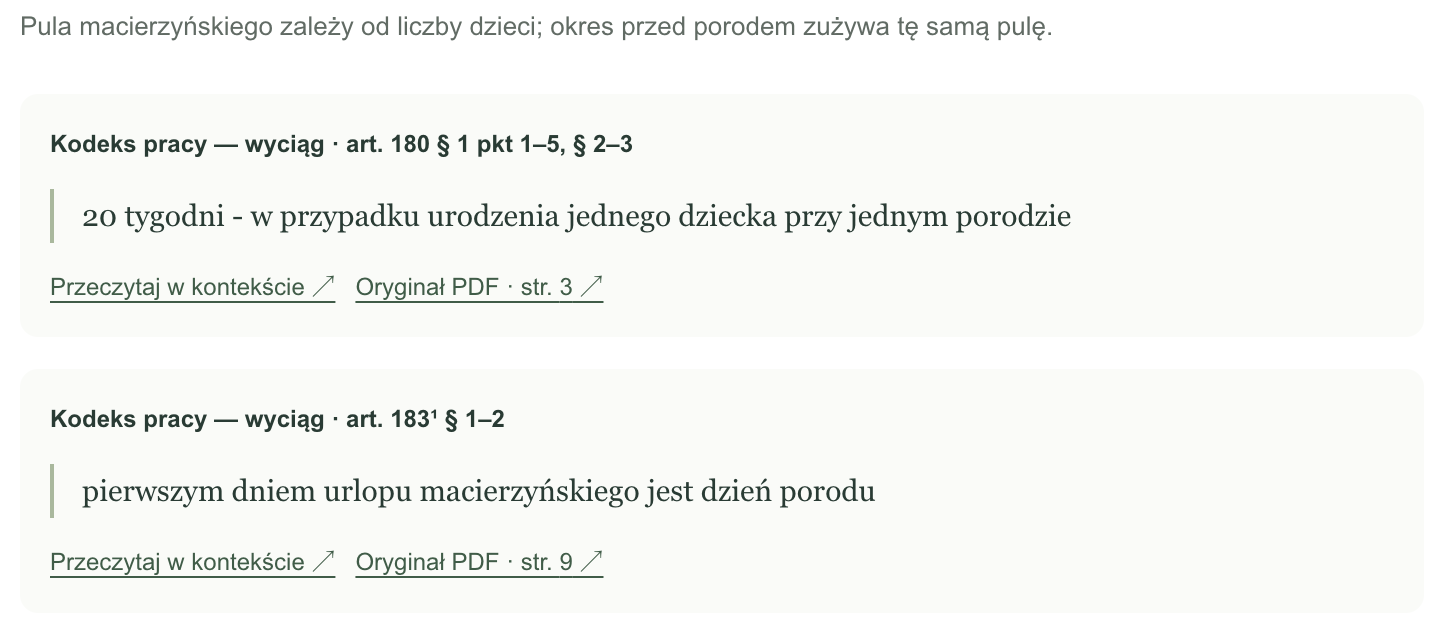 Pula macierzyńskiego zależy od liczby dzieci; okres przed porodem zużywa tę samą pulę.
Kodeks pracy — wyciąg · art. 180 § 1 pkt 1–5, § 2–3
20 tygodni - w przypadku urodzenia jednego dziecka przy jednym porodzie
Przeczytaj w kontekście ↗ Oryginał PDF · str. 3 ↗
Kodeks pracy — wyciąg · art. 183¹ § 1–2
pierwszym dniem urlopu macierzyńskiego jest dzień porodu
Przeczytaj w kontekście ↗ Oryginał PDF · str. 9 ↗